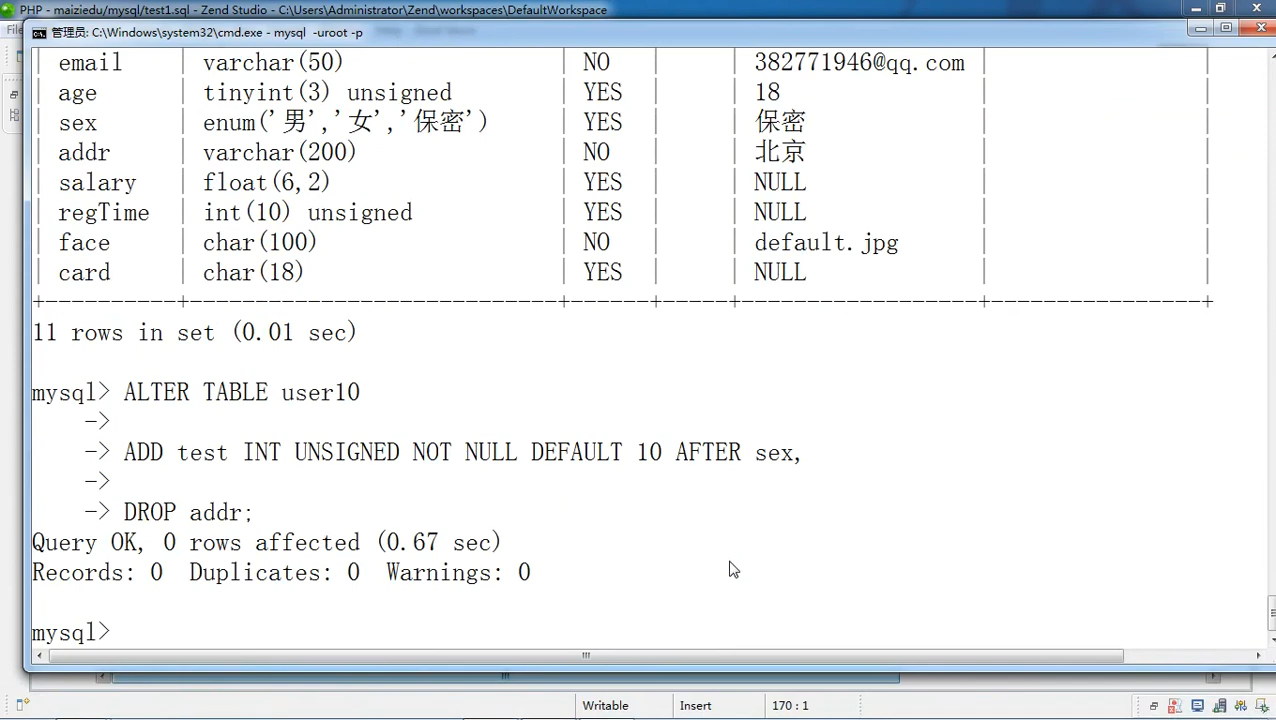 PHP - maiziedu/mysql/test1.sql - Zend Studio - C:\Users\Administrator\Zend\workspaces\DefaultWorkspace
管理员: C:\Windows\system32\cmd.exe - mysql -uroot -p
| email | varchar(50) | NO | | 382771946@qq.com | |
| age | tinyint(3) unsigned | YES | | 18 | |
| sex | enum('男','女','保密') | YES | | 保密 | |
| addr | varchar(200) | NO | | 北京 | |
| salary | float(6,2) | YES | | NULL | |
| regTime | int(10) unsigned | YES | | NULL | |
| face | char(100) | NO | | default.jpg | |
| card | char(18) | YES | | NULL | |
11 rows in set (0.01 sec)
mysql> ALTER TABLE user10
->
-> ADD test INT UNSIGNED NOT NULL DEFAULT 10 AFTER sex,
->
-> DROP addr;
Query OK, 0 rows affected (0.67 sec)
Records: 0 Duplicates: 0 Warnings: 0
mysql>
Writable Insert 170 : 1